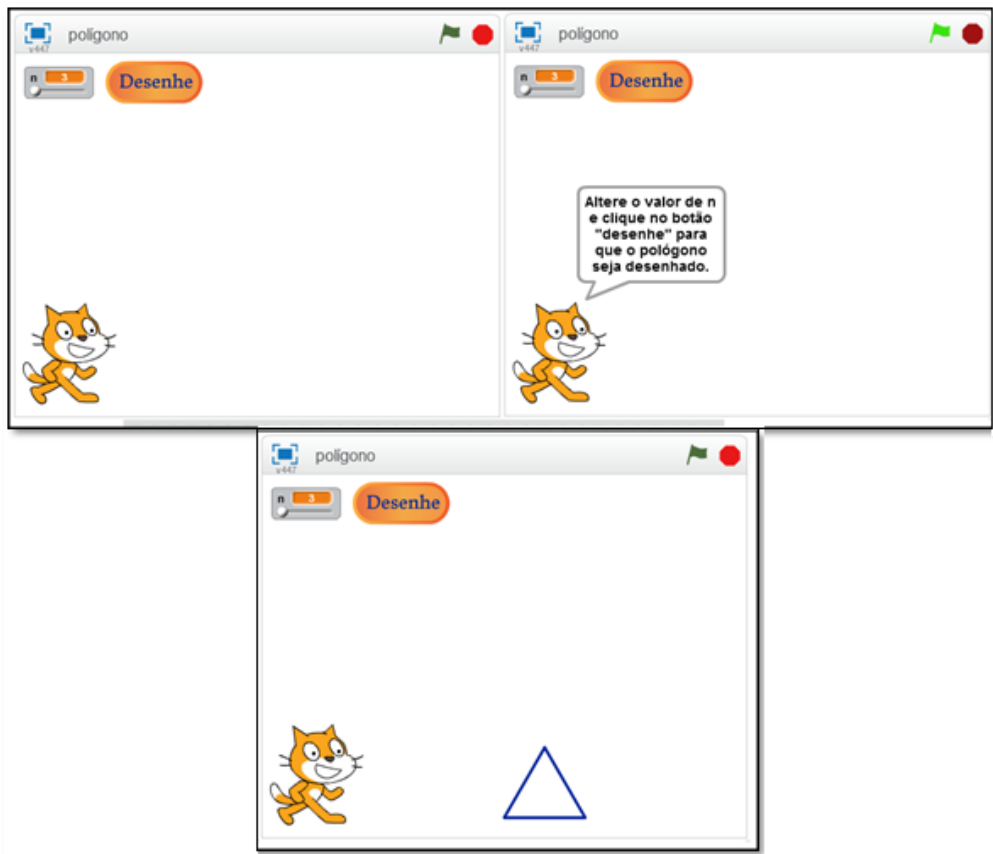 polígono
v447
n 3
Desenhe
polígono
v447
n 3
Desenhe
Altere o valor de n
e clique no botão
"desenhe" para
que o pológono
seja desenhado.
polígono
v447
n 3
Desenhe